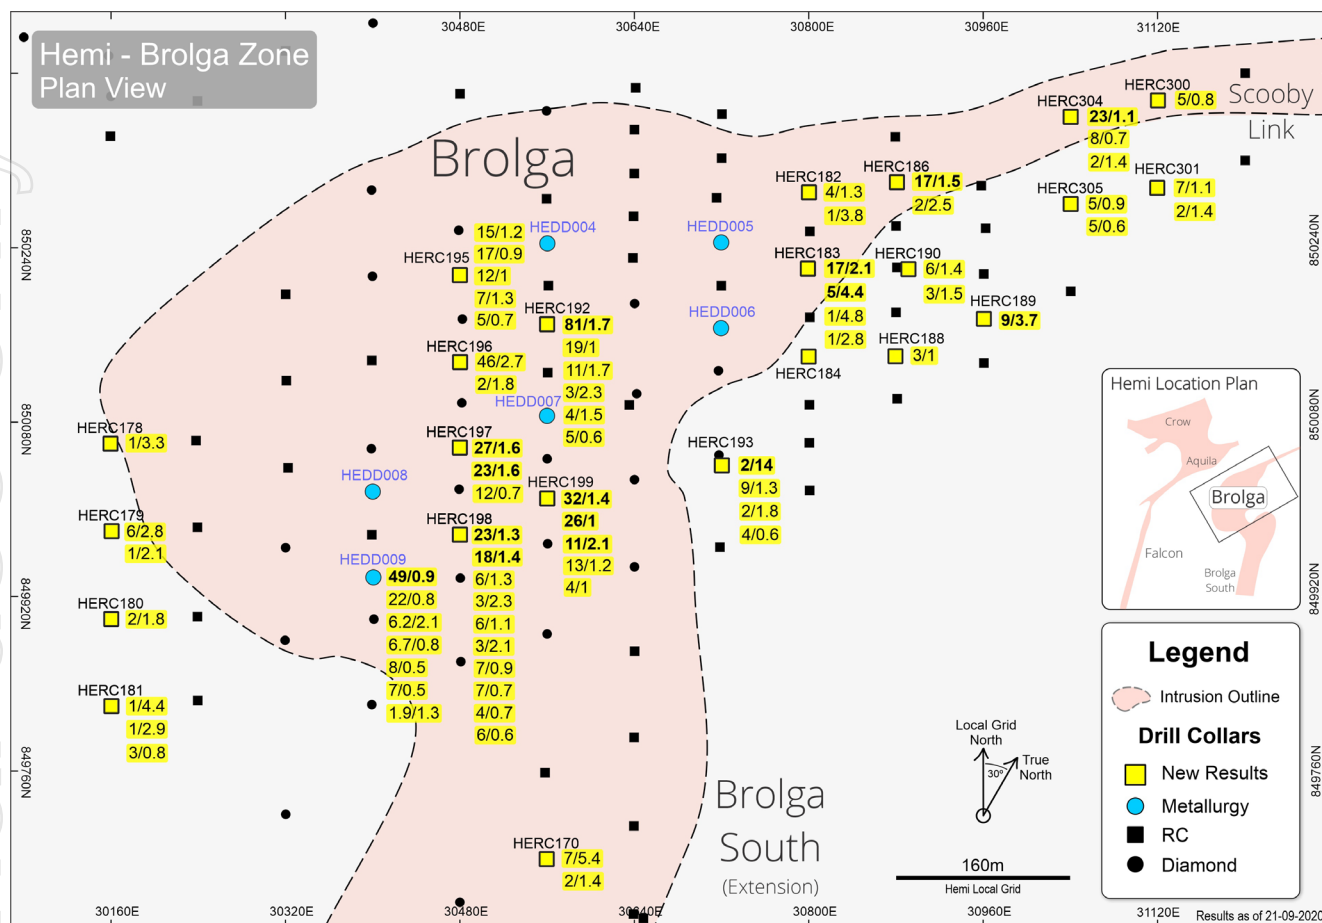 30480E
30640E
30800E
30960E
31120E
Hemi - Brolga Zone
Plan View
Brolga
Scooby
Link
HERC300
5/0.8
HERC304
23/1.1
8/0.7
2/1.4
HERC301
7/1.1
2/1.4
HERC305
5/0.9
5/0.6
HERC186
17/1.5
2/2.5
HERC182
4/1.3
1/3.8
HEDD004
HEDD005
850240N
850240N
HERC195
15/1.2
17/0.9
12/1
7/1.3
5/0.7
HERC183
17/2.1
5/4.4
1/4.8
1/2.8
HERC190
6/1.4
3/1.5
HERC189
9/3.7
HERC192
81/1.7
19/1
11/1.7
3/2.3
4/1.5
5/0.6
HEDD006
HERC196
46/2.7
2/1.8
HERC188
3/1
HERC184
HEDD007
850080N
850080N
HERC178
1/3.3
HERC197
27/1.6
23/1.6
12/0.7
HERC193
2/14
9/1.3
2/1.8
4/0.6
HEDD008
HERC199
32/1.4
26/1
11/2.1
13/1.2
4/1
HERC179
6/2.8
1/2.1
HERC198
23/1.3
18/1.4
6/1.3
3/2.3
6/1.1
3/2.1
7/0.9
7/0.7
4/0.7
6/0.6
HEDD009
49/0.9
22/0.8
6.2/2.1
6.7/0.8
8/0.5
7/0.5
1.9/1.3
849920N
849920N
HERC180
2/1.8
HERC181
1/4.4
1/2.9
3/0.8
849760N
849760N
HERC170
7/5.4
2/1.4
Brolga
South
(Extension)
Hemi Location Plan
Crow
Aquila
Brolga
Falcon
Brolga
South
Legend
Intrusion Outline
Drill Collars
New Results
Metallurgy
RC
Diamond
Local Grid
North
True
North
30º
160m
Hemi Local Grid
30160E
30320E
30480E
30640E
30800E
30960E
31120E
Results as of 21-09-2020